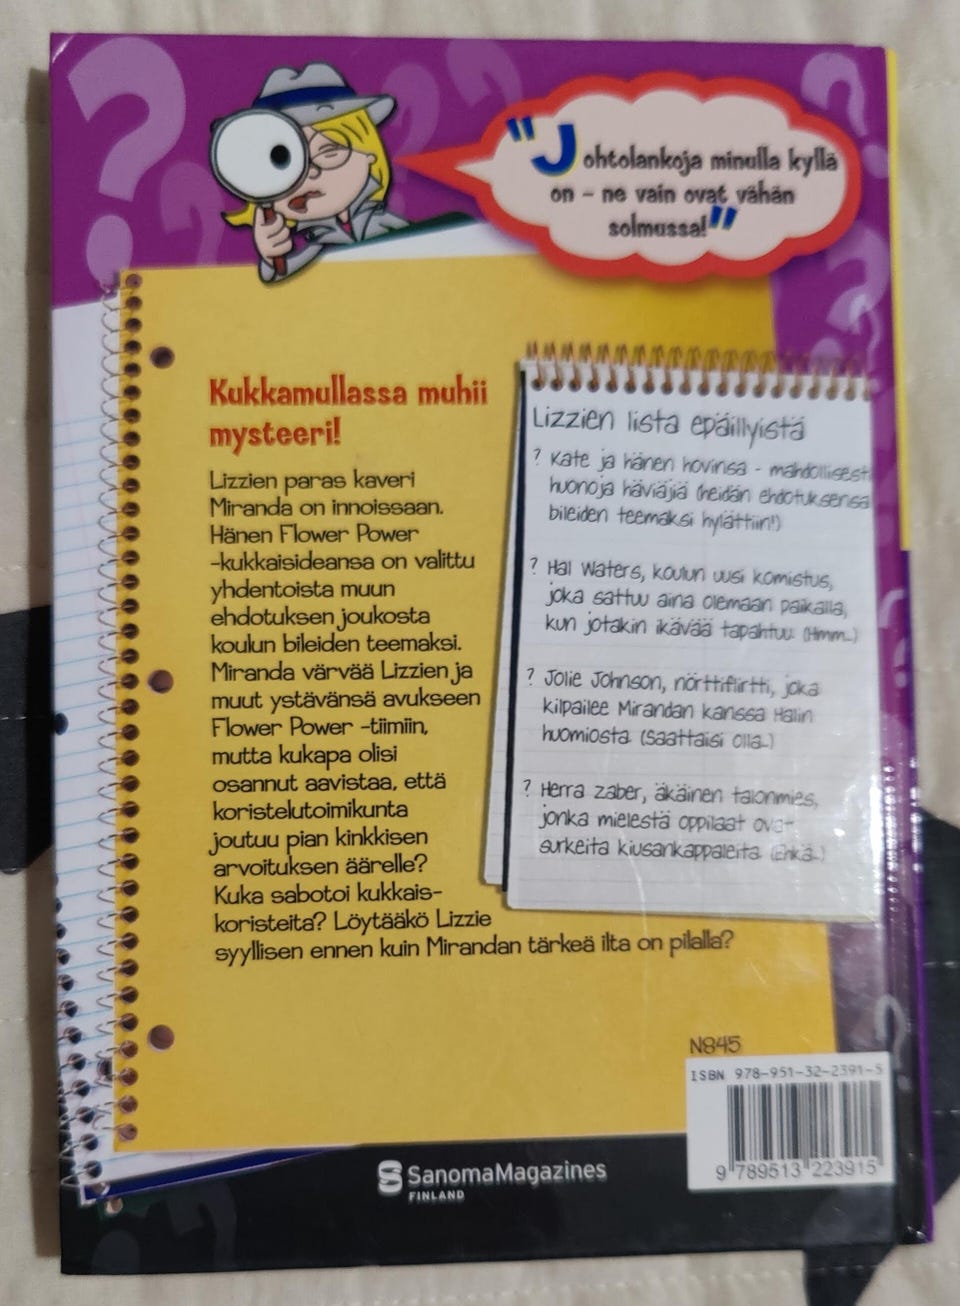 "Johtolankoja minulla kyllä
on – ne vain ovat vähän
solmussa!"
Kukkamullassa muhii
mysteeri!
Lizzien paras kaveri
Miranda on innoissaan.
Hänen Flower Power
-kukkaisideansa on valittu
yhdentoista muun
ehdotuksen joukosta
koulun bileiden teemaksi.
Miranda värvää Lizzien ja
muut ystävänsä avukseen
Flower Power -tiimiin,
mutta kukapa olisi
osannut aavistaa, että
koristelutoimikunta
joutuu pian kinkkisen
arvoituksen äärelle?
Kuka sabotoi kukkais-
koristeita? Löytääkö Lizzie
syyllisen ennen kuin Mirandan tärkeä ilta on pilalla?
Lizzien lista epäillyistä
? Kate ja hänen hovinsa - mahdollisesti
huonoja häviäjiä (heidän ehdotuksensa
bileiden teemaksi hylättiin!)
? Hal Waters, koulun uusi komistus,
joka sattuu aina olemaan paikalla,
kun jotakin ikävää tapahtuu. (Hmm...)
? Jolie Johnson, nörttiflirtti, joka
kilpailee Mirandan kanssa Halin
huomiosta. (Saattaisi olla...)
? Herra Zaber, äkäinen talonmies,
jonka mielestä oppilaat ovat
surkeita kiusankappaleita. (Ehkä...)
N845
ISBN 978-951-32-2391-5
9 789513 223915
SanomaMagazines
FINLAND